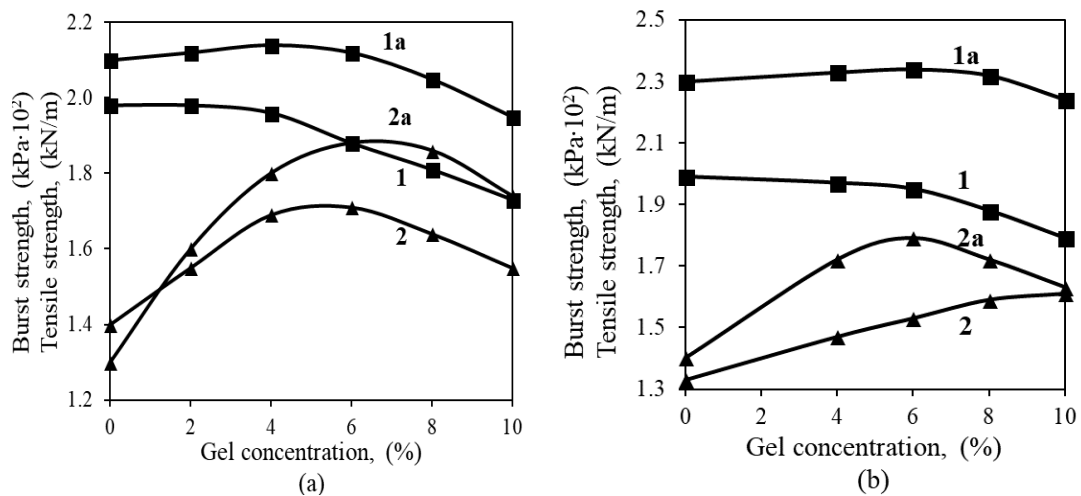 Burst strength, (kPa·10²)
Tensile strength, (kN/m)
2.2
2.0
1.8
1.6
1.4
1.2
1a
2a
1
2
0 2 4 6 8 10
Gel concentration, (%)
(a)
Burst strength, (kPa·10²)
Tensile strength, (kN/m)
2.5
2.3
2.1
1.9
1.7
1.5
1.3
1a
1
2a
2
0 2 4 6 8 10
Gel concentration, (%)
(b)